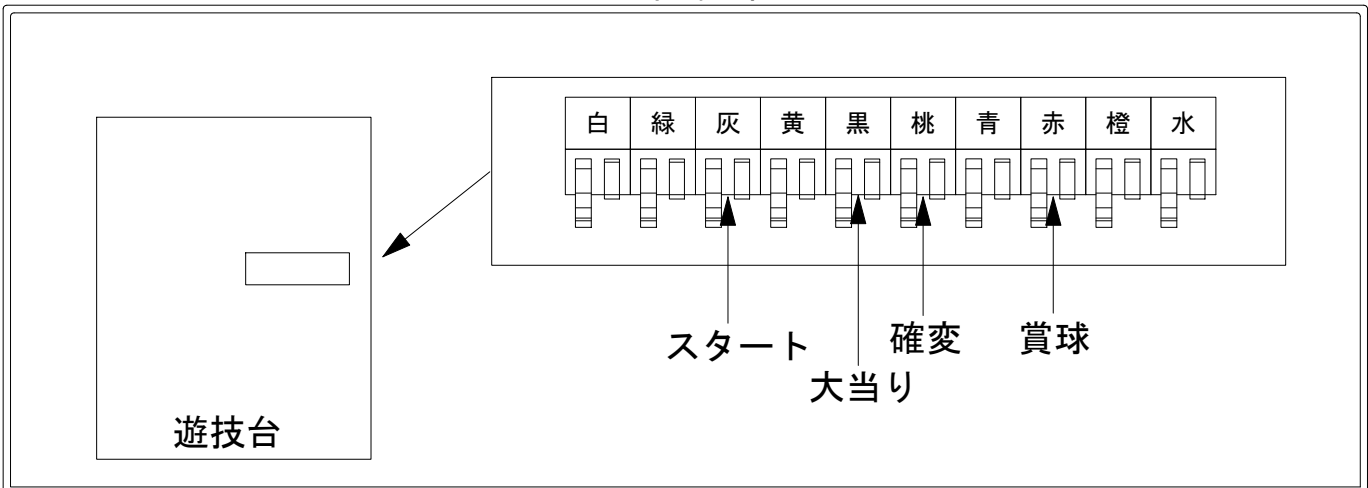 白 緑 灰 黄 黒 桃 青 赤 橙 水
スタート
大当り
確変
賞球
遊技台